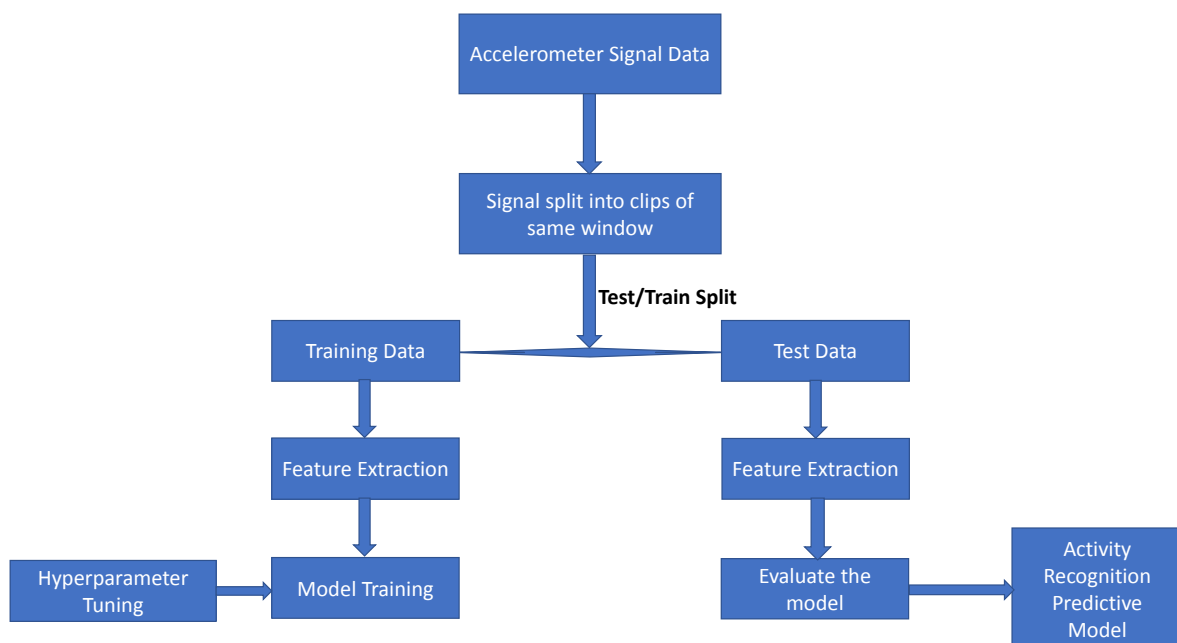 Accelerometer Signal Data
Signal split into clips of
same window
Test/Train Split
Training Data
Test Data
Feature Extraction
Feature Extraction
Hyperparameter
Tuning
Model Training
Evaluate the
model
Activity
Recognition
Predictive
Model